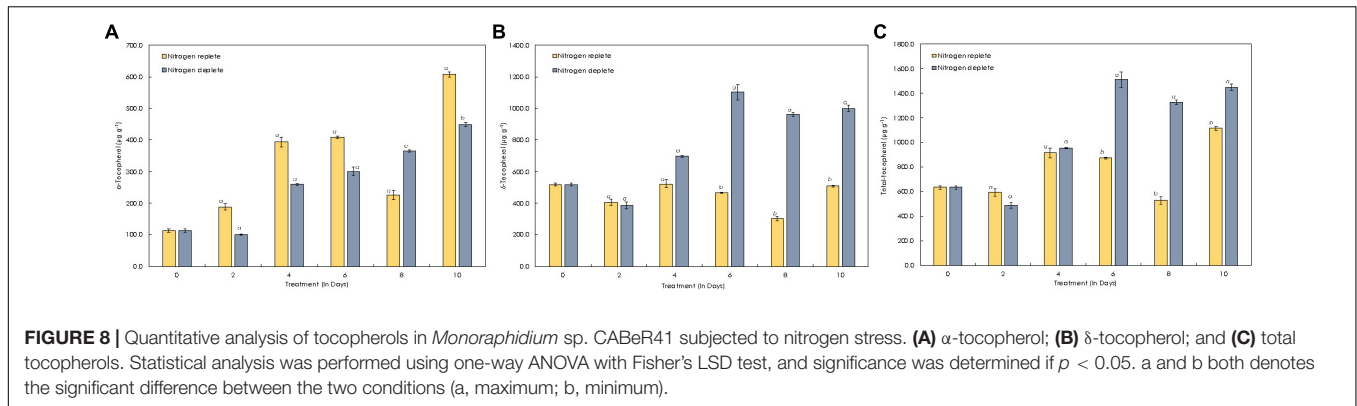 A
700.0
600.0
500.0
400.0
300.0
200.0
100.0
0.0
α-Tocopherol (µg g⁻¹)
Nitrogen replete
Nitrogen deplete
a
a
a
a
a
a
a
b
0 2 4 6 8 10
Treatment (In Days)
B
1400.0
1200.0
1000.0
800.0
600.0
400.0
200.0
0.0
δ-Tocopherol (µg g⁻¹)
Nitrogen replete
Nitrogen deplete
a
b
a
b
a
b
a
0 2 4 6 8 10
Treatment (In Days)
C
1800.0
1600.0
1400.0
1200.0
1000.0
800.0
600.0
400.0
200.0
0.0
Total-tocopherol (µg g⁻¹)
Nitrogen replete
Nitrogen deplete
a
a
a
b
a
b
a
a
0 2 4 6 8 10
Treatment (In Days)
FIGURE 8 | Quantitative analysis of tocopherols in Monoraphidium sp. CABeR41 subjected to nitrogen stress. (A) α-tocopherol; (B) δ-tocopherol; and (C) total
tocopherols. Statistical analysis was performed using one-way ANOVA with Fisher's LSD test, and significance was determined if p < 0.05. a and b both denotes
the significant difference between the two conditions (a, maximum; b, minimum).